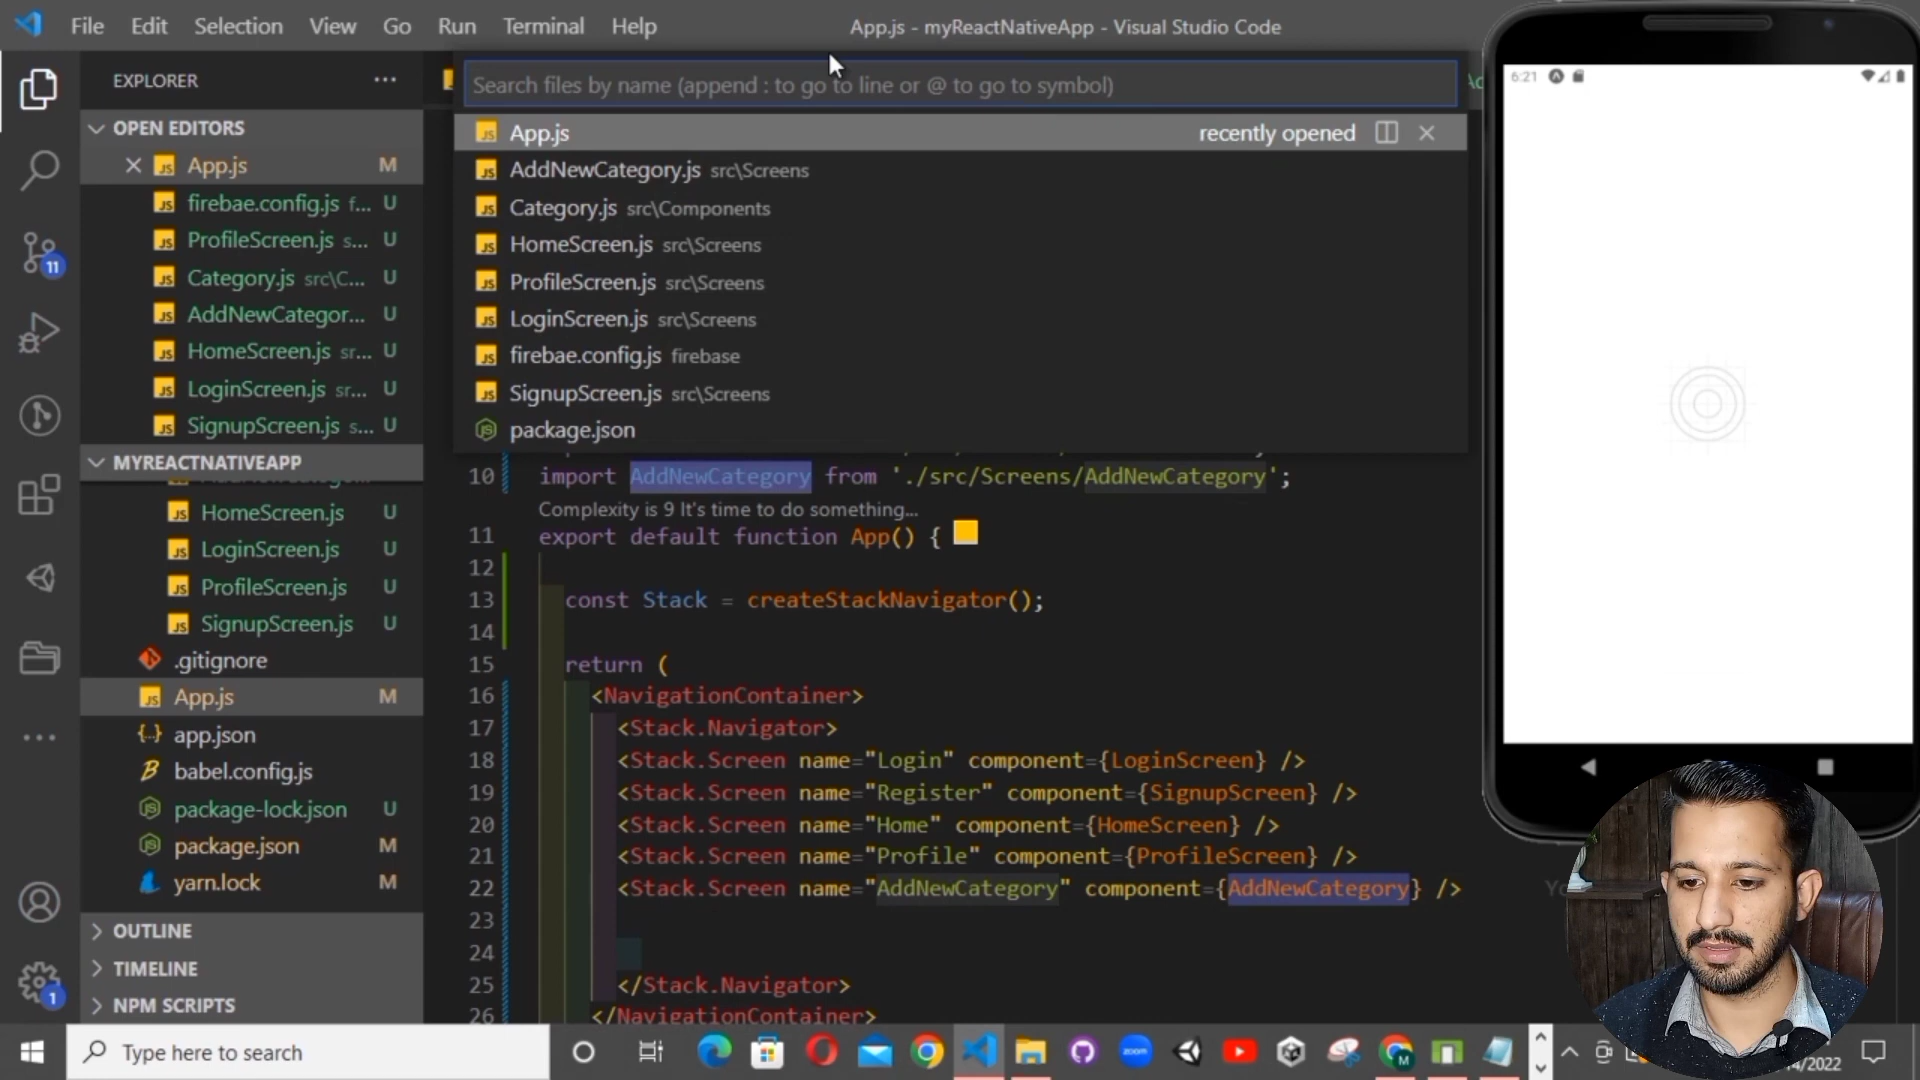 File Edit Selection View Go Run Terminal Help
App.js - myReactNativeApp - Visual Studio Code
EXPLORER
OPEN EDITORS
App.js M
firebae.config.js f... U
ProfileScreen.js s... U
Category.js src\C... U
AddNewCategor... U
HomeScreen.js sr... U
LoginScreen.js sr... U
SignupScreen.js s... U
MYREACTNATIVEAPP
HomeScreen.js U
LoginScreen.js U
ProfileScreen.js U
SignupScreen.js U
.gitignore
App.js M
app.json
babel.config.js
package-lock.json U
package.json M
yarn.lock M
OUTLINE
TIMELINE
NPM SCRIPTS
11
1
Search files by name (append : to go to line or @ to go to symbol)
App.js recently opened
AddNewCategory.js src\Screens
Category.js src\Components
HomeScreen.js src\Screens
ProfileScreen.js src\Screens
LoginScreen.js src\Screens
firebae.config.js firebase
SignupScreen.js src\Screens
package.json
10 import AddNewCategory from './src/Screens/AddNewCategory';
Complexity is 9 It's time to do something...
11 export default function App() {
12
13 const Stack = createStackNavigator();
14
15 return (
16 <NavigationContainer>
17 <Stack.Navigator>
18 <Stack.Screen name="Login" component={LoginScreen} />
19 <Stack.Screen name="Register" component={SignupScreen} />
20 <Stack.Screen name="Home" component={HomeScreen} />
21 <Stack.Screen name="Profile" component={ProfileScreen} />
22 <Stack.Screen name="AddNewCategory" component={AddNewCategory} />
23
24
25 </Stack.Navigator>
26 </NavigationContainer>
6:21
Type here to search
zoom
M
4/2022